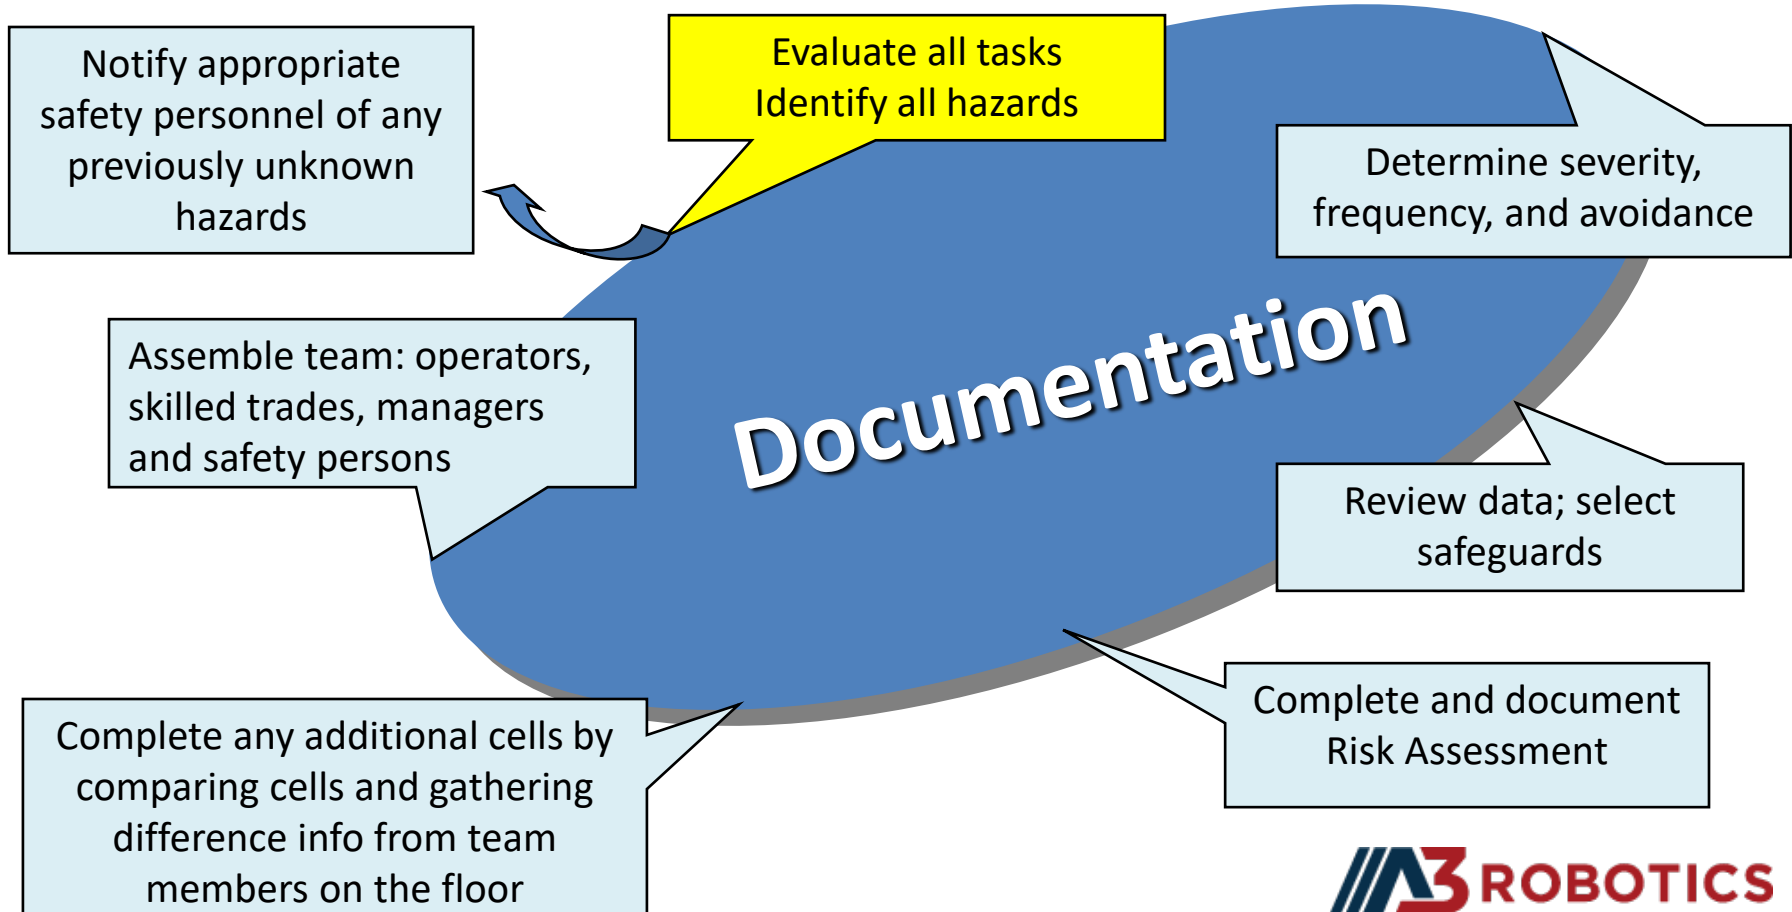 Notify appropriate
safety personnel of any
previously unknown
hazards
Evaluate all tasks
Identify all hazards
Determine severity,
frequency, and avoidance
Assemble team: operators,
skilled trades, managers
and safety persons
Documentation
Review data; select
safeguards
Complete and document
Risk Assessment
Complete any additional cells by
comparing cells and gathering
difference info from team
members on the floor
A3 ROBOTICS